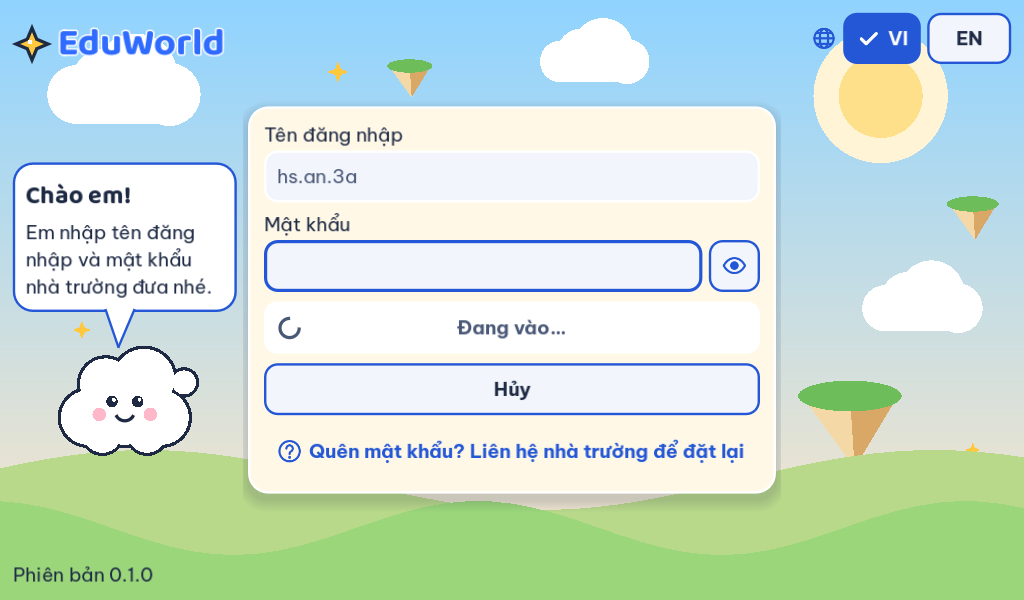 EduWorld
VI
EN
Chào em!
Em nhập tên đăng
nhập và mật khẩu
nhà trường đưa nhé.
Tên đăng nhập
hs.an.3a
Mật khẩu
Đang vào...
Hủy
Quên mật khẩu? Liên hệ nhà trường để đặt lại
Phiên bản 0.1.0